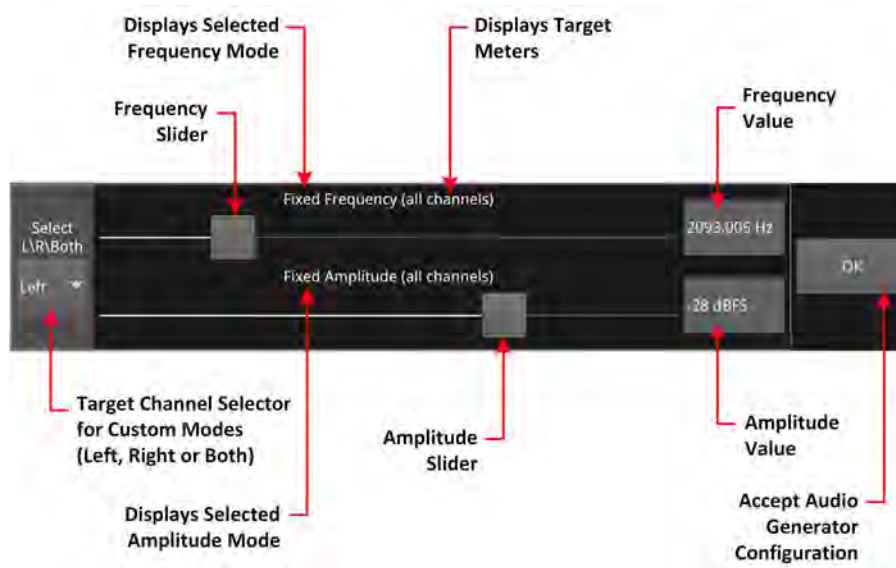 Displays Selected
Frequency Mode
Displays Target
Meters
Frequency
Slider
Frequency
Value
Fixed Frequency (all channels)
Select
L\R\Both
2093.005 Hz
OK
Fixed Amplitude (all channels)
Left
-28 dBFS
Target Channel Selector
for Custom Modes
(Left, Right or Both)
Amplitude
Slider
Amplitude
Value
Displays Selected
Amplitude Mode
Accept Audio
Generator
Configuration